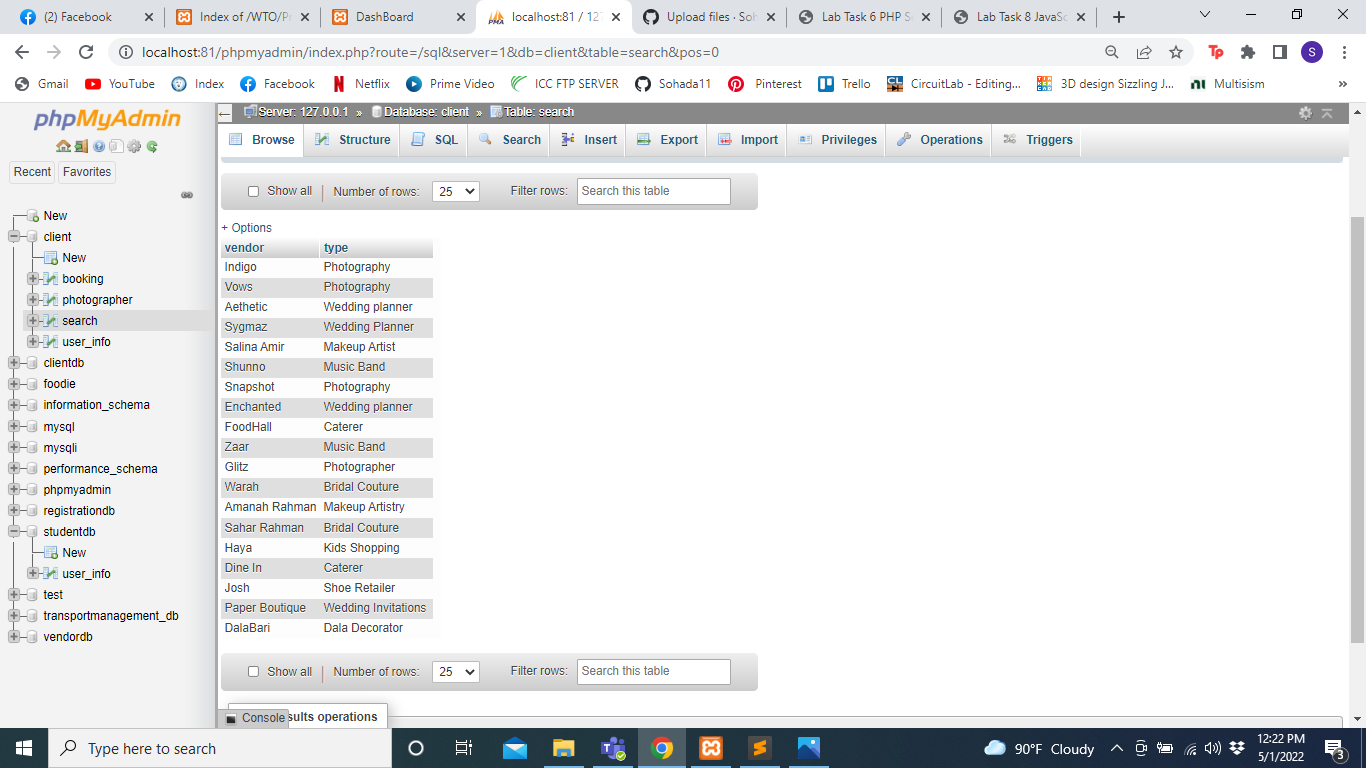 (2) Facebook
Index of /WTO/Pr
DashBoard
localhost:81 / 127
Upload files · Soh
Lab Task 6 PHP S
Lab Task 8 JavaSc
localhost:81/phpmyadmin/index.php?route=/sql&server=1&db=client&table=search&pos=0
S
Gmail
YouTube
Index
Facebook
Netflix
Prime Video
ICC FTP SERVER
Sohada11
Pinterest
Trello
CircuitLab - Editing...
3D design Sizzling J...
Multisism
phpMyAdmin
Recent
Favorites
New
client
New
booking
photographer
search
user_info
clientdb
foodie
information_schema
mysql
mysqli
performance_schema
phpmyadmin
registrationdb
studentdb
New
user_info
test
transportmanagement_db
vendordb
Server: 127.0.0.1 » Database: client » Table: search
Browse Structure SQL Search Insert Export Import Privileges Operations Triggers
Show all Number of rows: 25 Filter rows: Search this table
+ Options
vendor type
Indigo Photography
Vows Photography
Aethetic Wedding planner
Sygmaz Wedding Planner
Salina Amir Makeup Artist
Shunno Music Band
Snapshot Photography
Enchanted Wedding planner
FoodHall Caterer
Zaar Music Band
Glitz Photographer
Warah Bridal Couture
Amanah Rahman Makeup Artistry
Sahar Rahman Bridal Couture
Haya Kids Shopping
Dine In Caterer
Josh Shoe Retailer
Paper Boutique Wedding Invitations
DalaBari Dala Decorator
Show all Number of rows: 25 Filter rows: Search this table
Console sults operations
Type here to search
90°F Cloudy
12:22 PM
5/1/2022
3